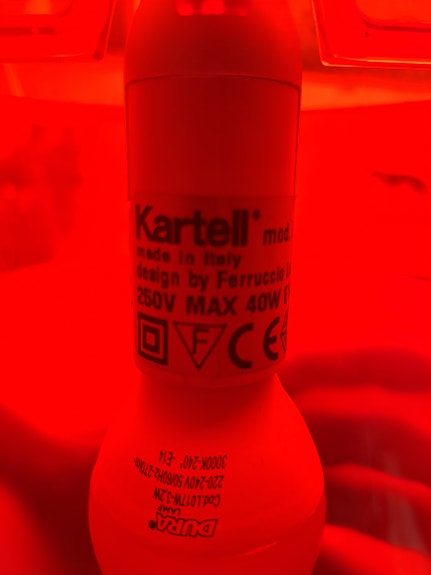 Kartell® mod.
made in Italy
design by Ferruccio
250V MAX 40W
F CE
DURA®
LAMP
Cod.L017W-3.2W
220-240V 50/60Hz
3000K-240° -E14